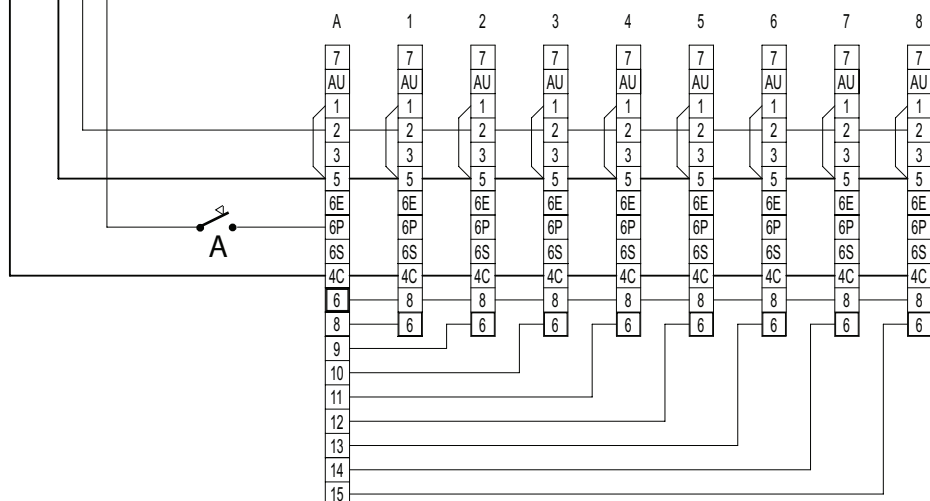 A 1 2 3 4 5 6 7 8
7 7 7 7 7 7 7 7 7
AU AU AU AU AU AU AU AU AU
1 1 1 1 1 1 1 1 1
2 2 2 2 2 2 2 2 2
3 3 3 3 3 3 3 3 3
5 5 5 5 5 5 5 5 5
6E 6E 6E 6E 6E 6E 6E 6E 6E
6P 6P 6P 6P 6P 6P 6P 6P 6P
A
6S 6S 6S 6S 6S 6S 6S 6S 6S
4C 4C 4C 4C 4C 4C 4C 4C 4C
6 8 8 8 8 8 8 8 8
8 6 6 6 6 6 6 6 6
9
10
11
12
13
14
15